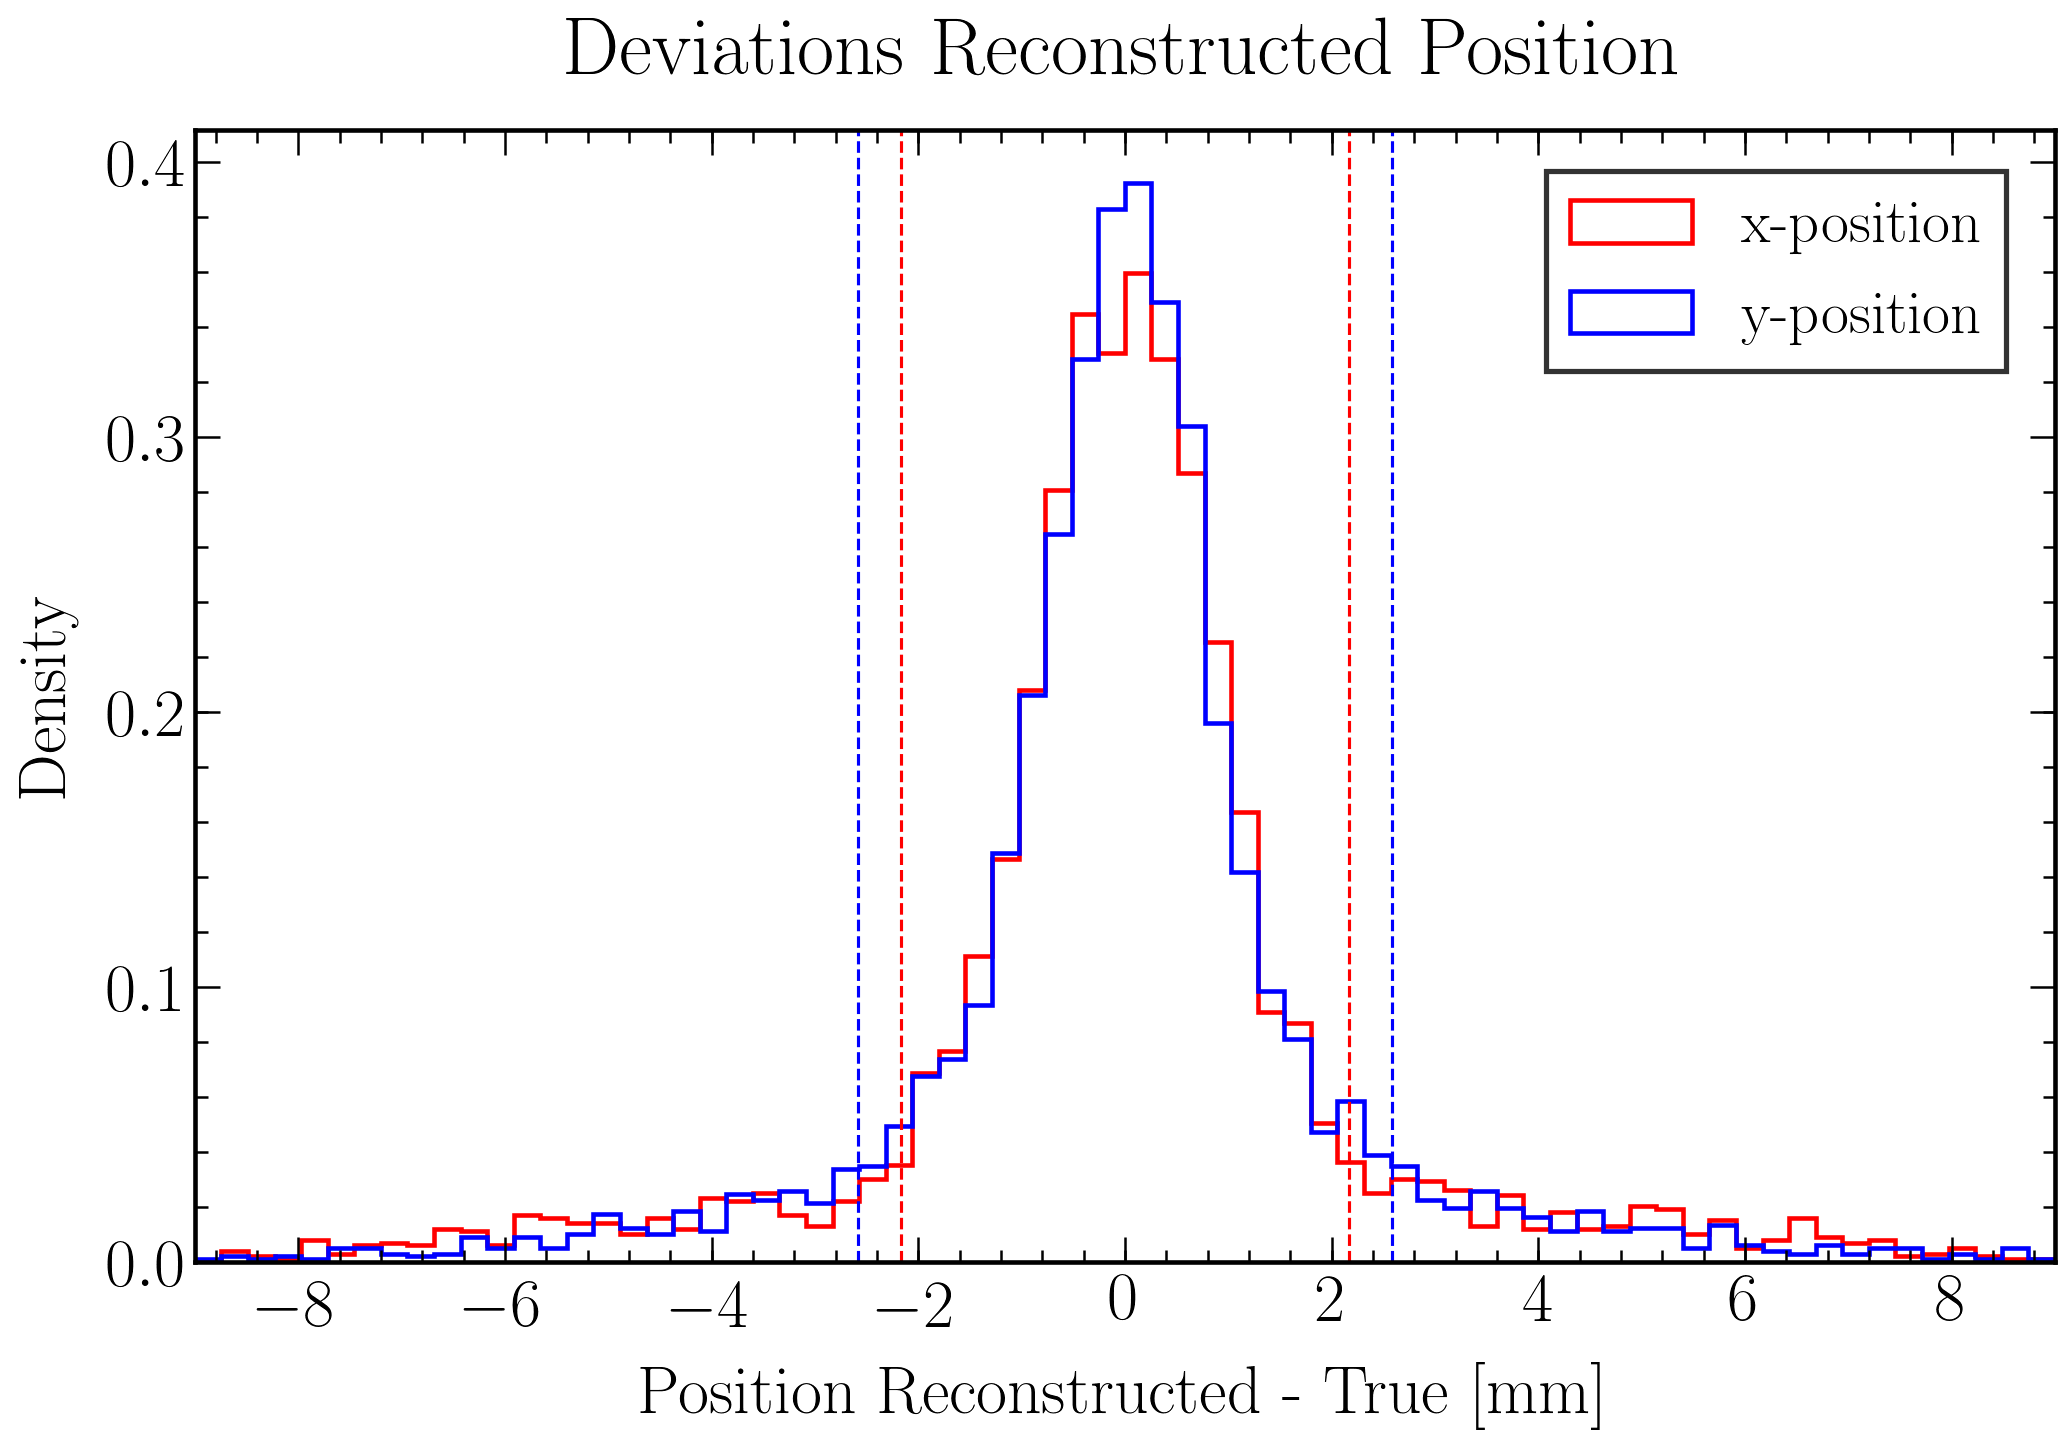 Deviations Reconstructed Position
0.4
0.3
0.2
0.1
0.0
Density
x-position
y-position
−8 −6 −4 −2 0 2 4 6 8
Position Reconstructed - True [mm]